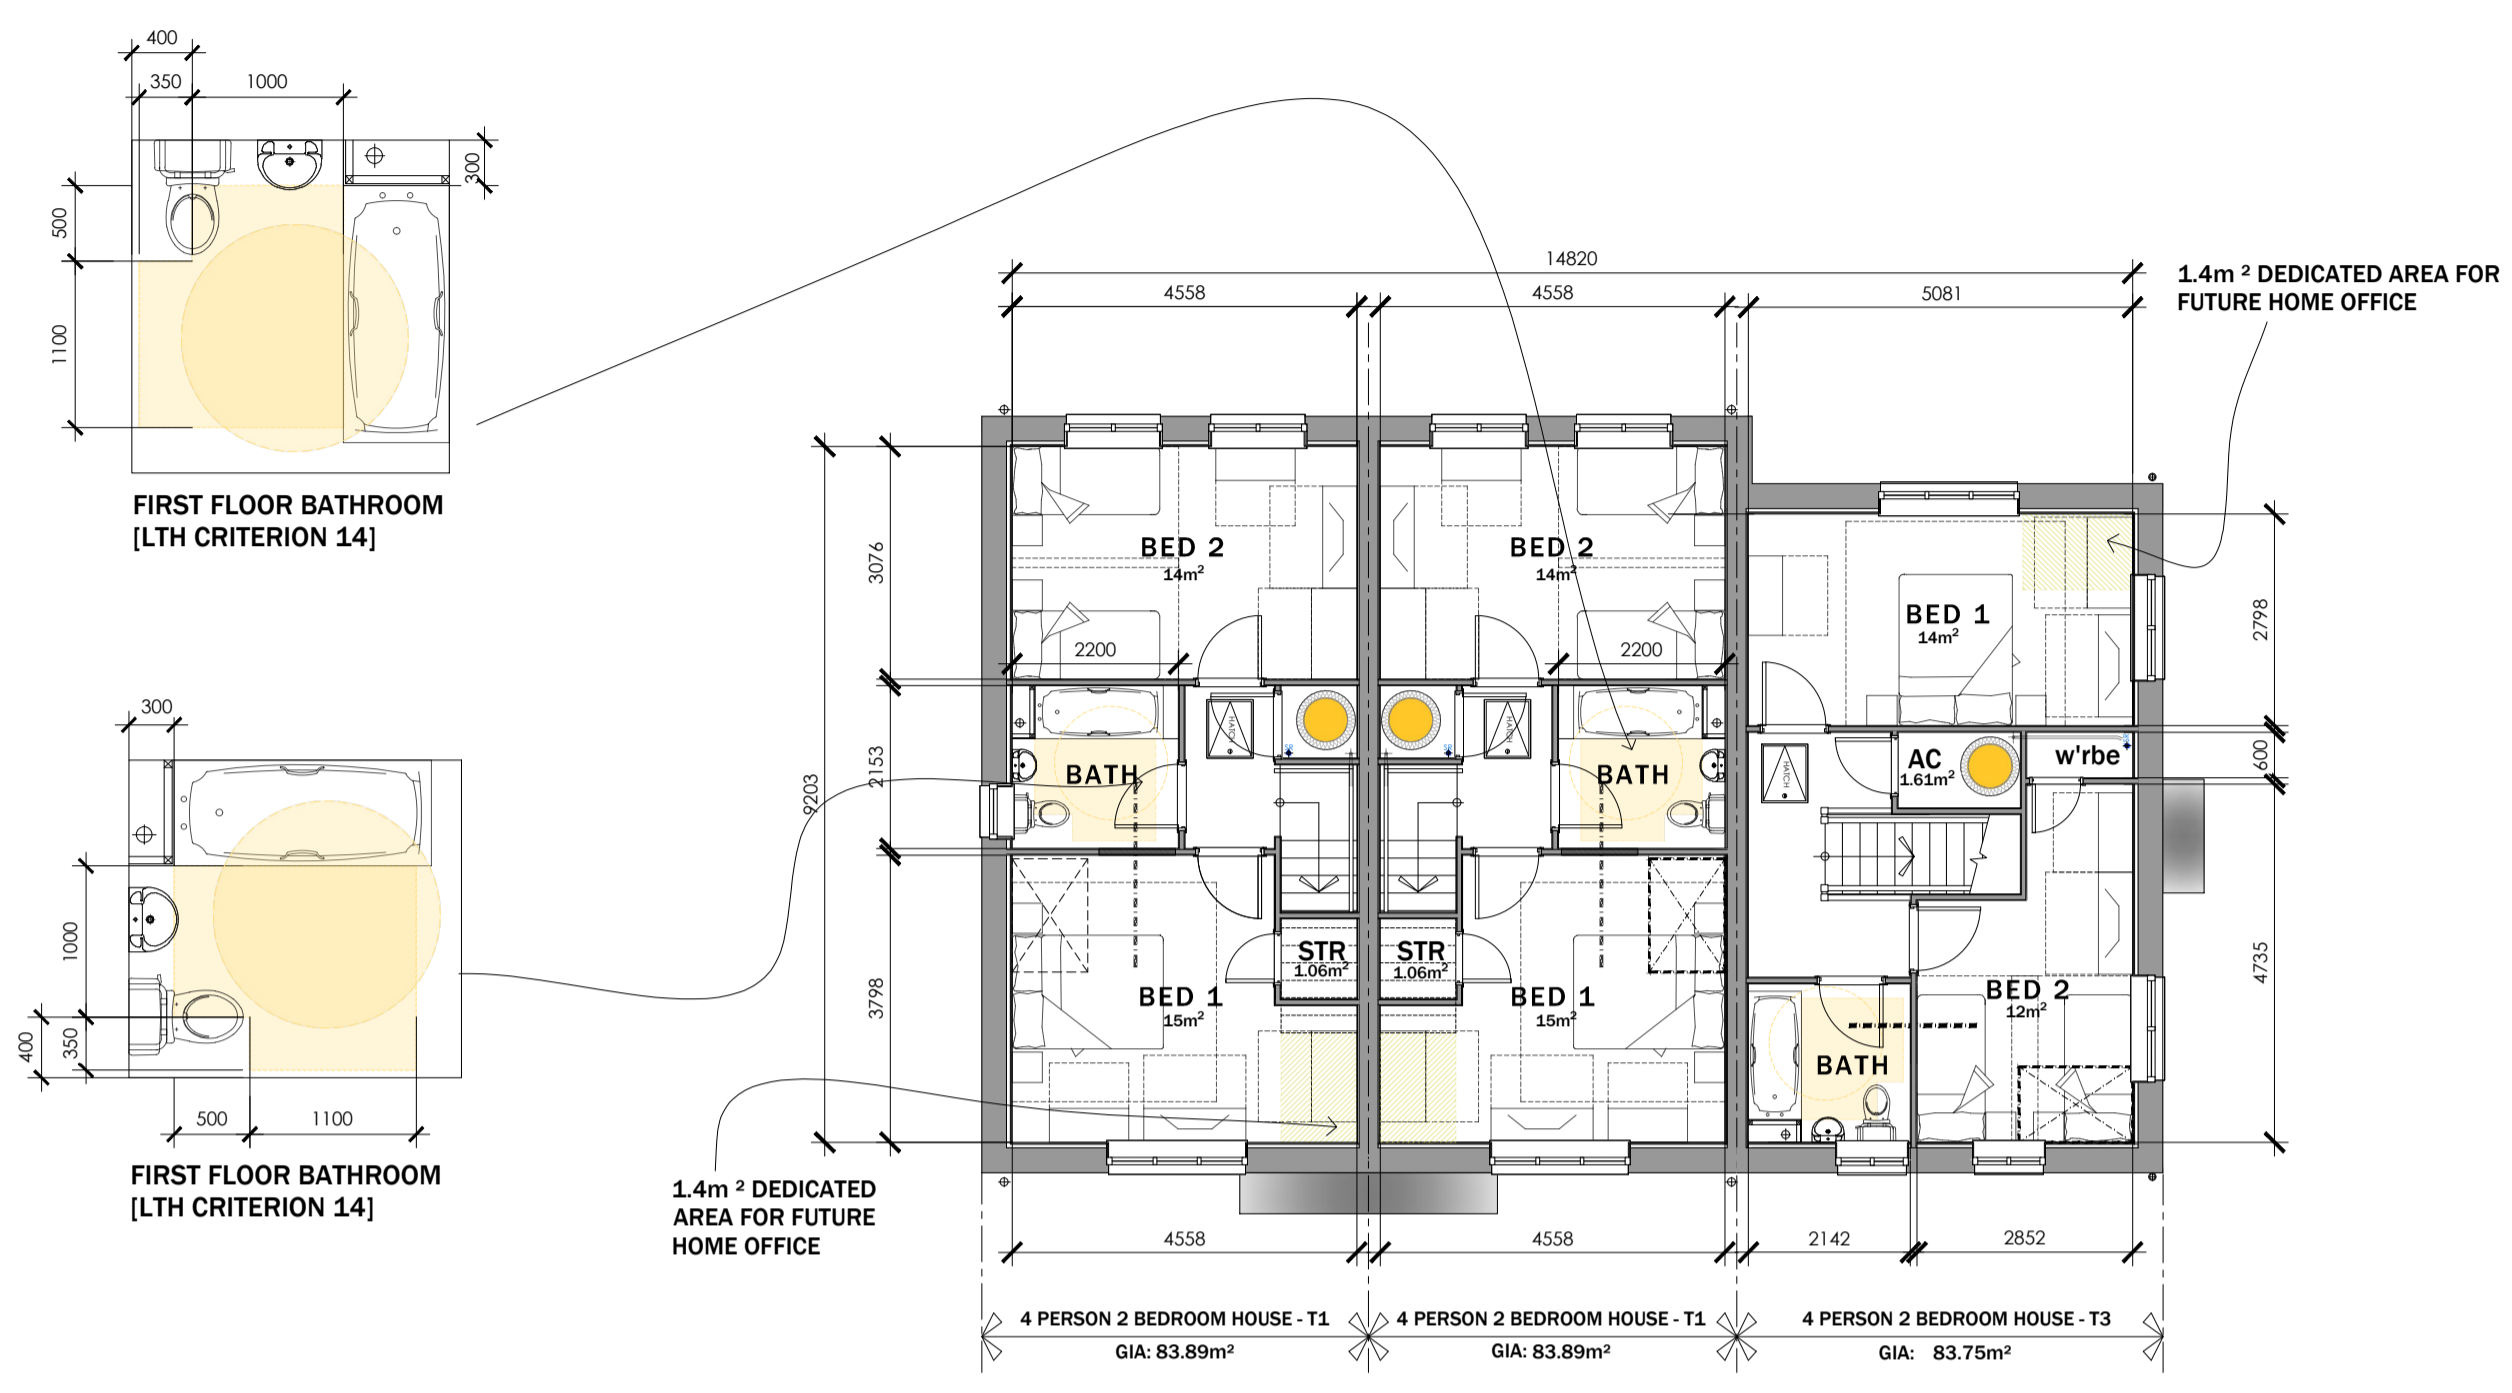 400
350
1000
300
500
1100
FIRST FLOOR BATHROOM
[LTH CRITERION 14]
300
1000
400
350
500
1100
FIRST FLOOR BATHROOM
[LTH CRITERION 14]
14820
4558
4558
5081
1.4m ² DEDICATED AREA FOR
FUTURE HOME OFFICE
9203
3076
2153
3798
BED 2
14m²
2200
BED 2
14m²
2200
BED 1
14m²
2798
600
4735
HATCH
SP
BATH
HATCH
SP
BATH
HATCH
AC
1.61m²
w'rbe
STR
1.06m²
STR
1.06m²
BED 1
15m²
BED 1
15m²
BED 2
12m²
BATH
1.4m ² DEDICATED
AREA FOR FUTURE
HOME OFFICE
4558
4558
2142
2852
4 PERSON 2 BEDROOM HOUSE - T1
GIA: 83.89m²
4 PERSON 2 BEDROOM HOUSE - T1
GIA: 83.89m²
4 PERSON 2 BEDROOM HOUSE - T3
GIA: 83.75m²